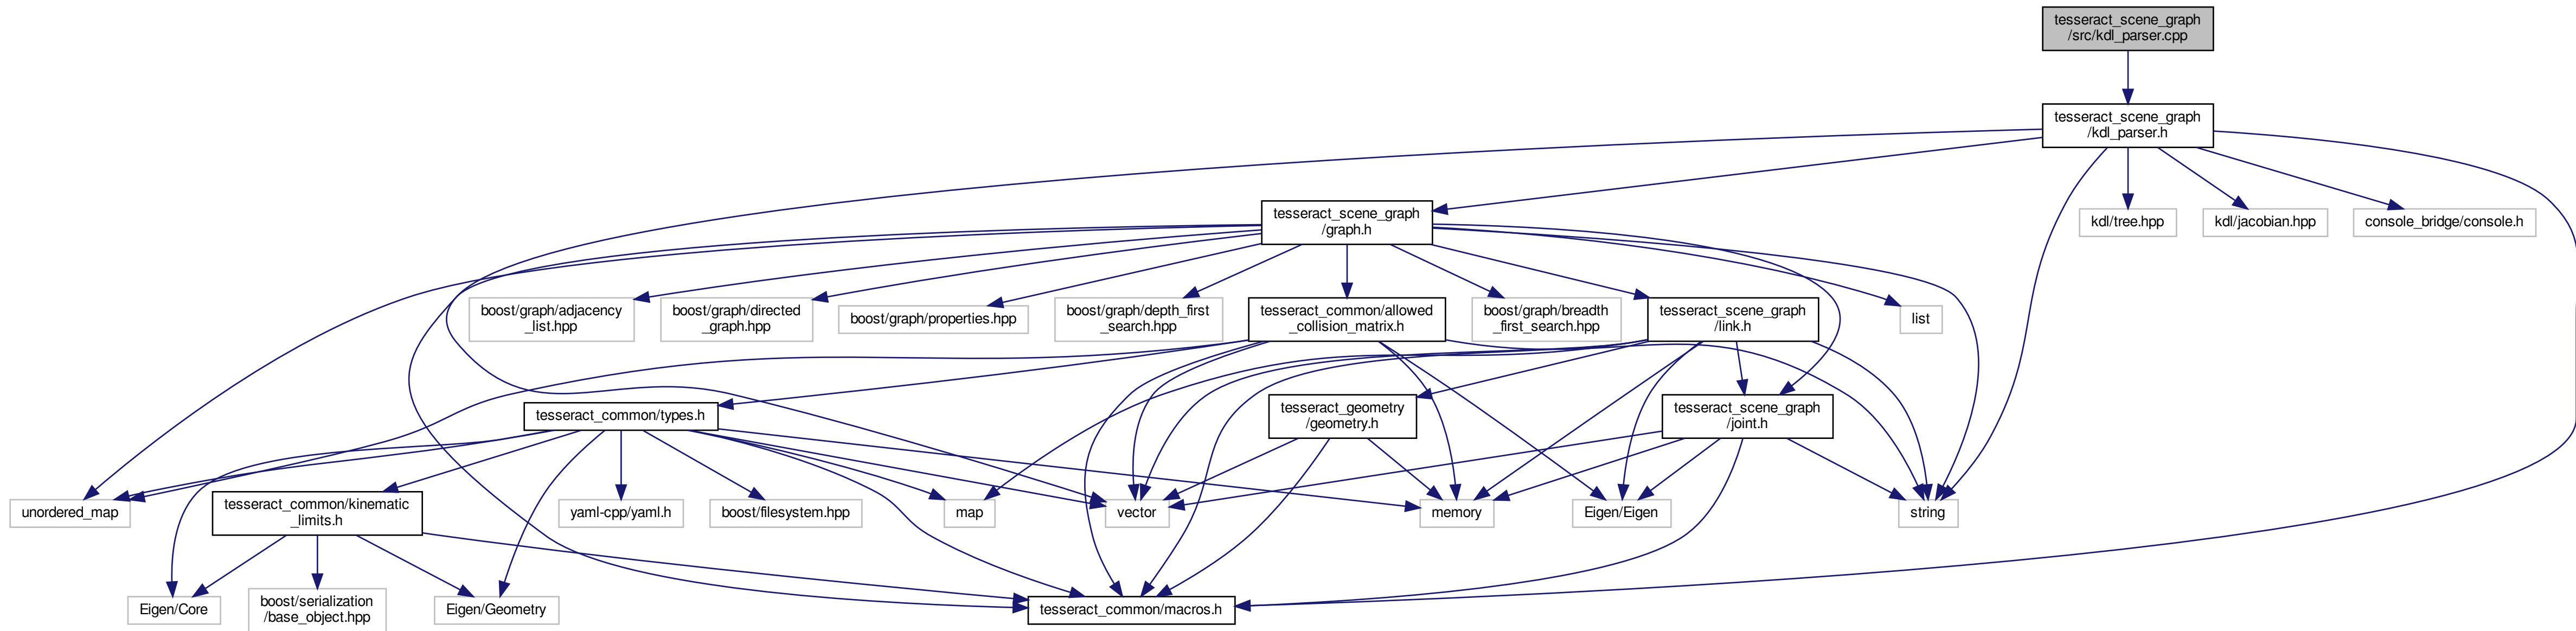 tesseract_scene_graph
/src/kdl_parser.cpp
tesseract_scene_graph
/kdl_parser.h
tesseract_scene_graph
/graph.h
kdl/tree.hpp
kdl/jacobian.hpp
console_bridge/console.h
boost/graph/adjacency
_list.hpp
boost/graph/directed
_graph.hpp
boost/graph/properties.hpp
boost/graph/depth_first
_search.hpp
tesseract_common/allowed
_collision_matrix.h
boost/graph/breadth
_first_search.hpp
tesseract_scene_graph
/link.h
list
tesseract_common/types.h
tesseract_geometry
/geometry.h
tesseract_scene_graph
/joint.h
unordered_map
tesseract_common/kinematic
_limits.h
yaml-cpp/yaml.h
boost/filesystem.hpp
map
vector
memory
Eigen/Eigen
string
Eigen/Core
boost/serialization
/base_object.hpp
Eigen/Geometry
tesseract_common/macros.h